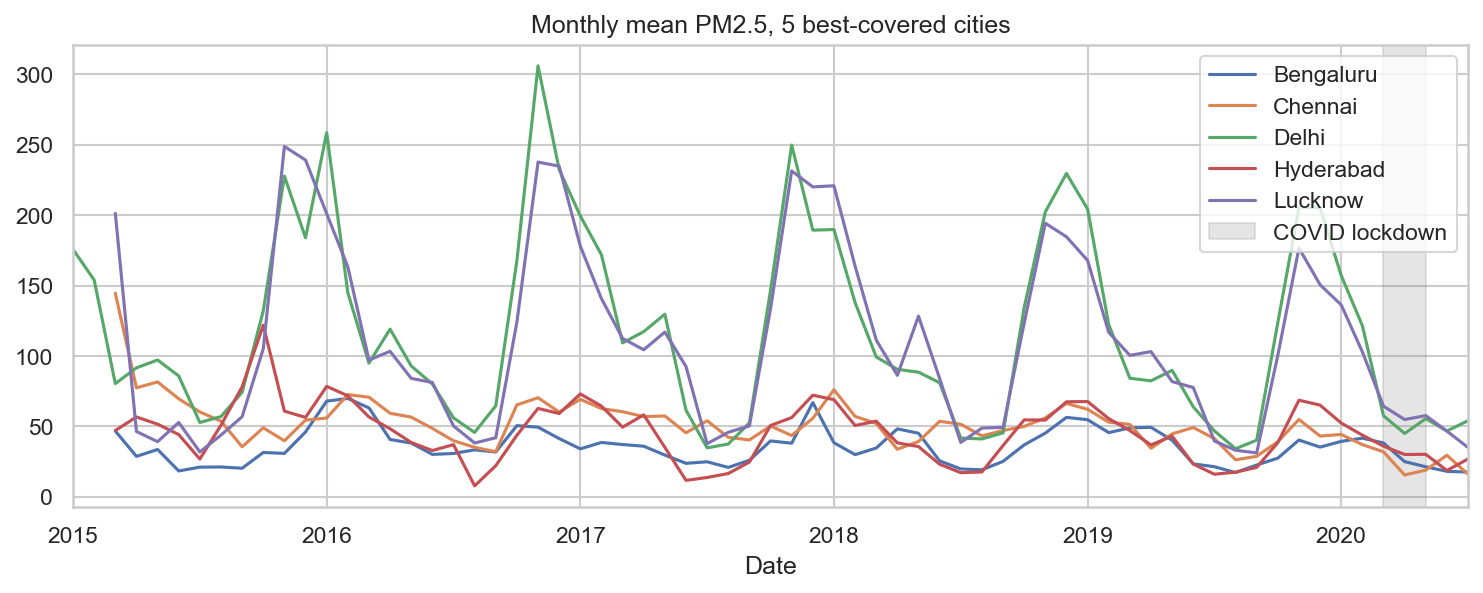 Monthly mean PM2.5, 5 best-covered cities
300
250
200
150
100
50
0
Bengaluru
Chennai
Delhi
Hyderabad
Lucknow
COVID lockdown
2015
2016
2017
2018
2019
2020
Date